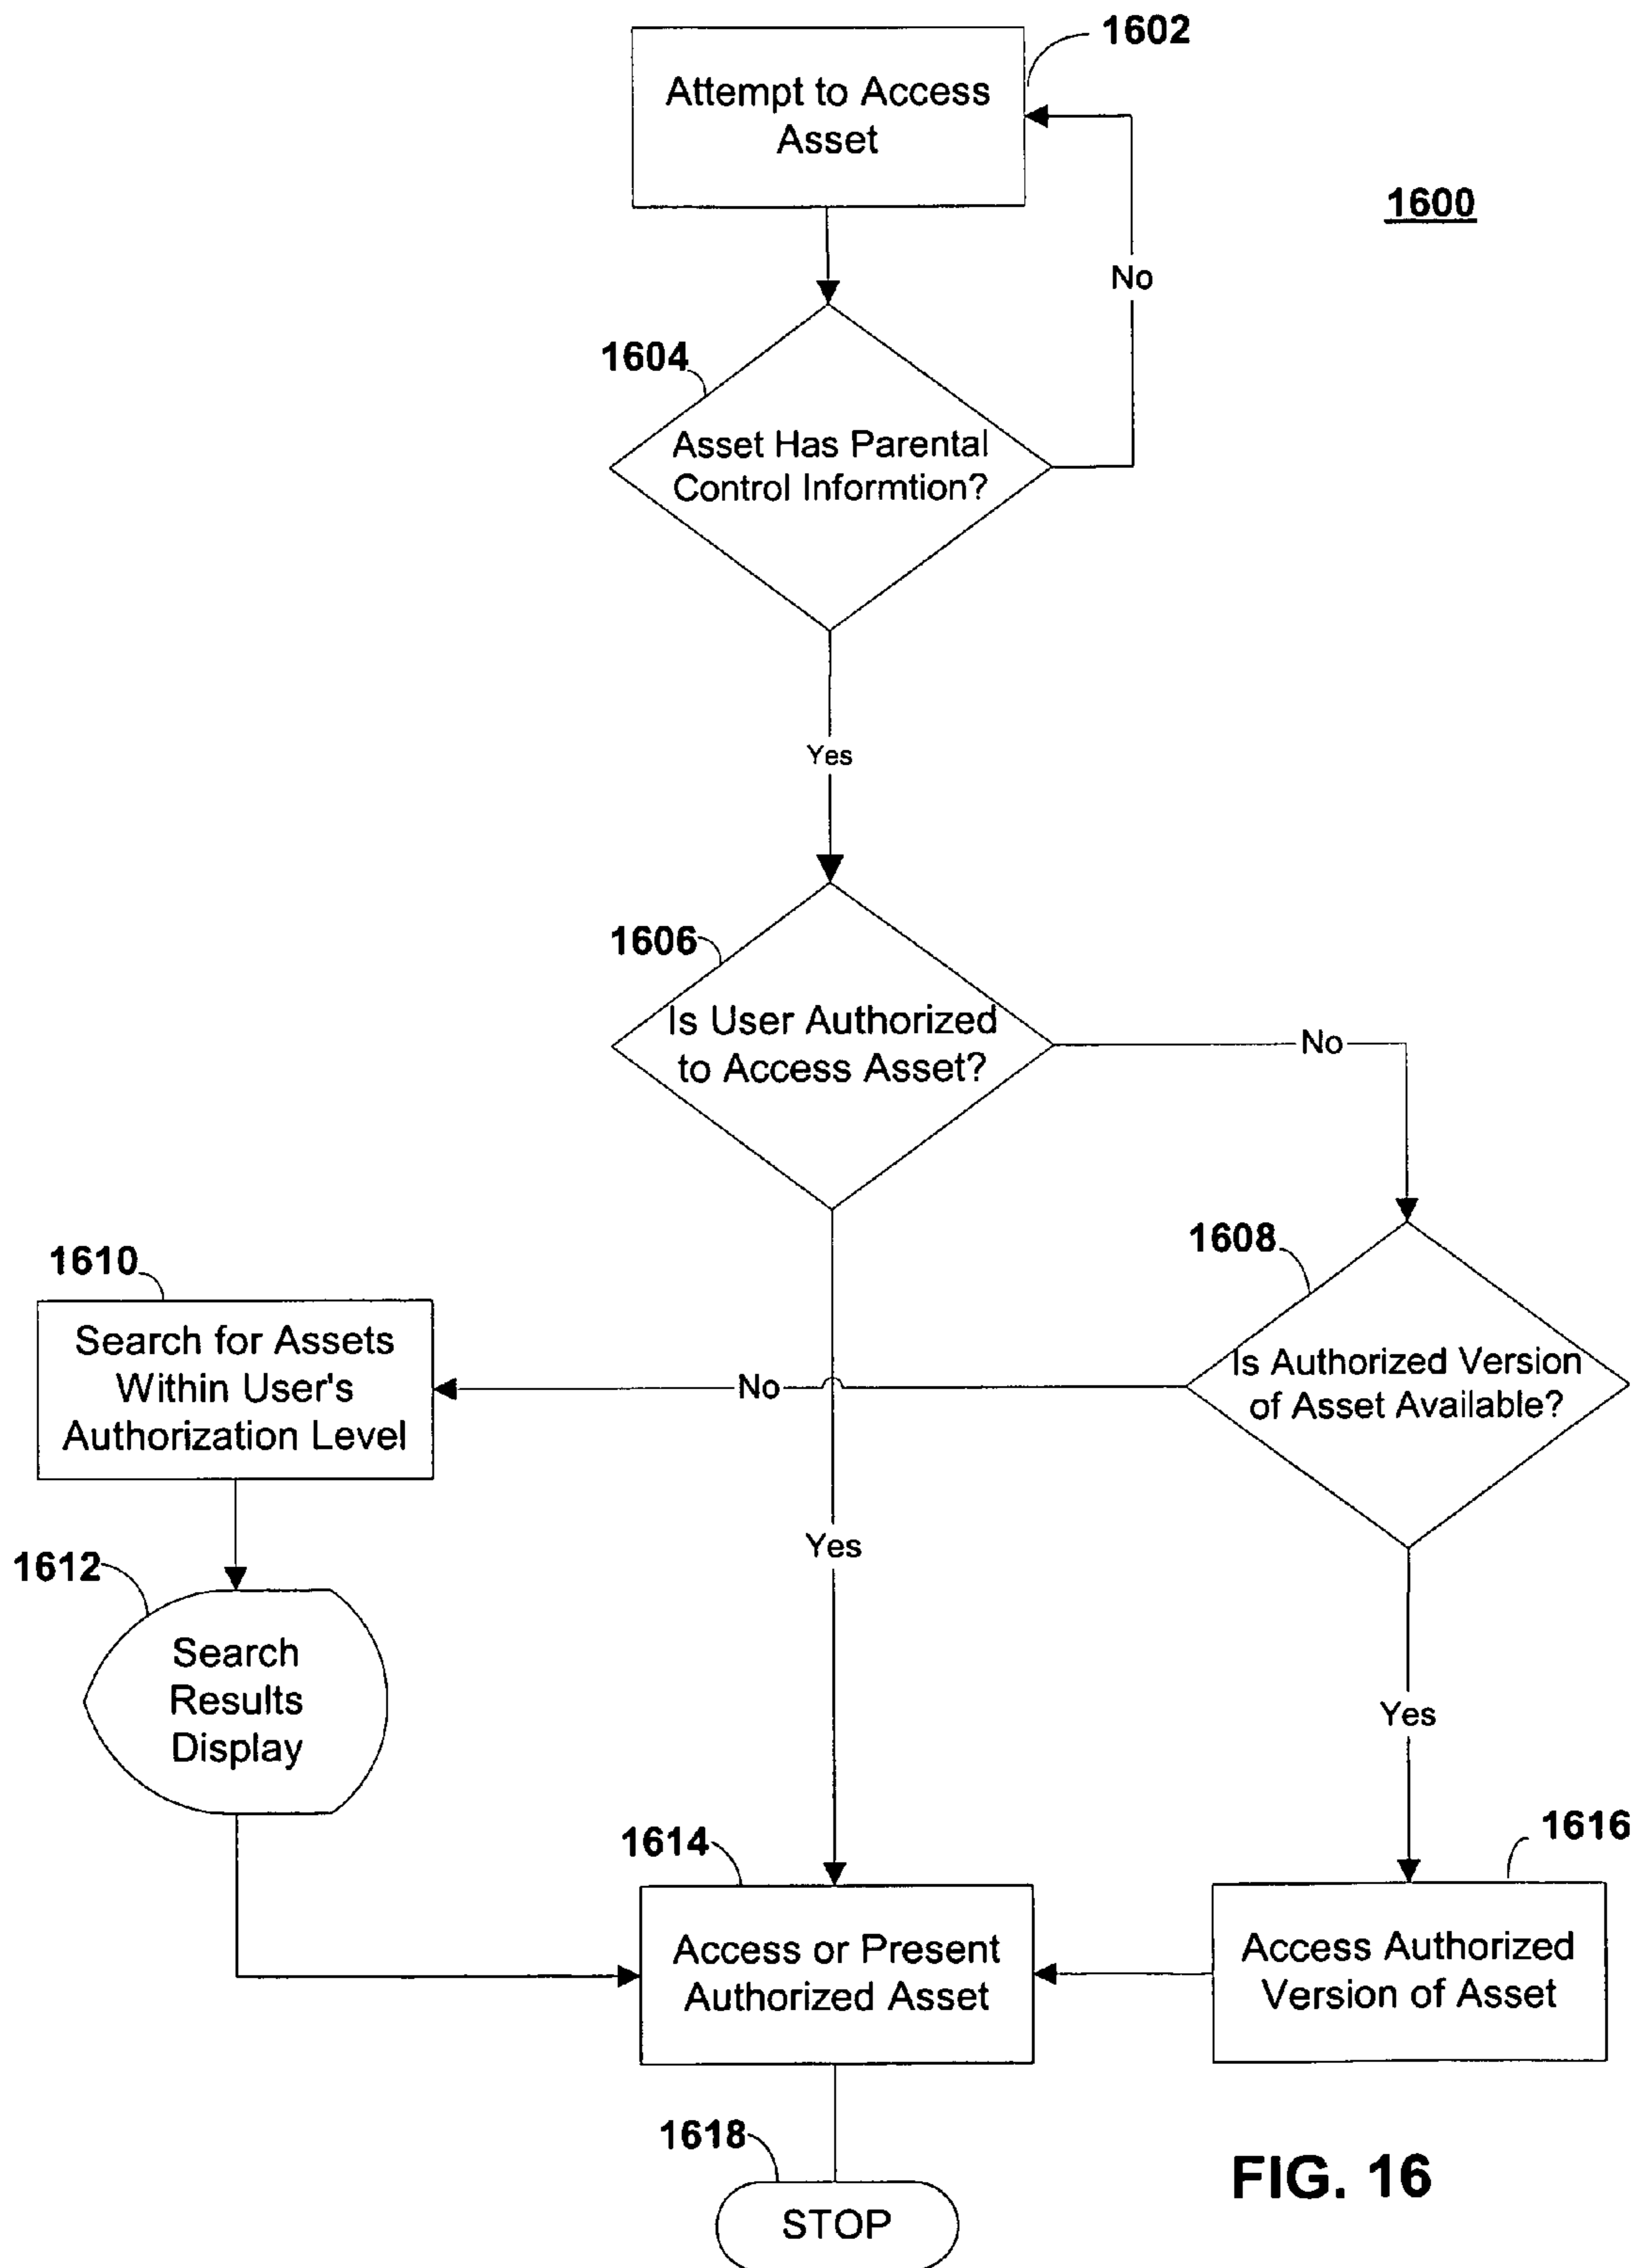 1602
Attempt to Access
Asset
1600
No
1604
Asset Has Parental
Control Informtion?
Yes
1606
Is User Authorized
to Access Asset?
No
1608
1610
Search for Assets
Within User's
Authorization Level
Is Authorized Version
of Asset Available?
No
Yes
1612
Search
Results
Display
Yes
1614
1616
Access or Present
Authorized Asset
Access Authorized
Version of Asset
1618
STOP
FIG. 16